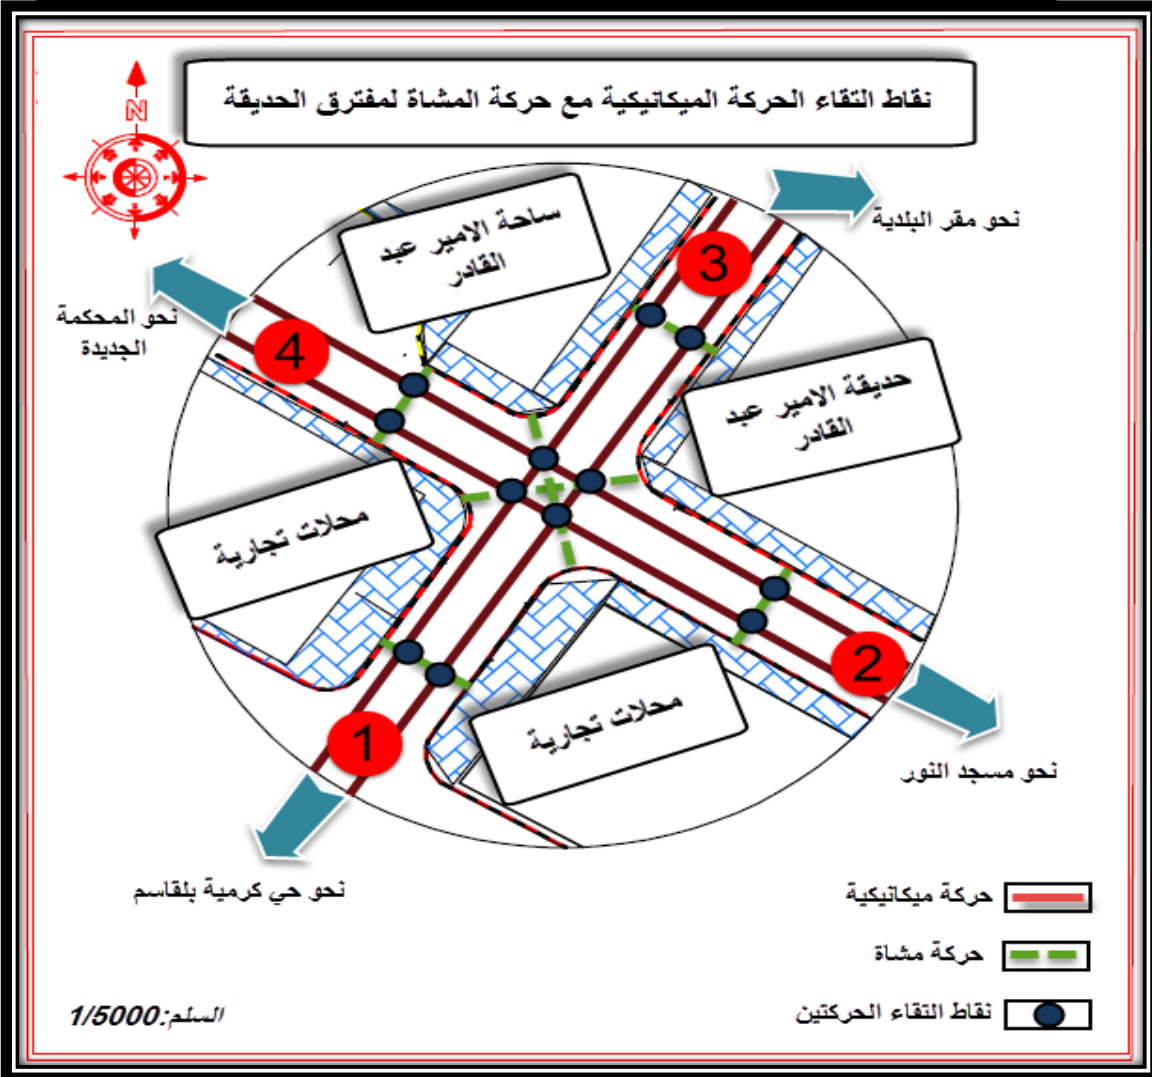 نقاط التقاء الحركة الميكانيكية مع حركة المشاة لمفترق الحديقة
N
نحو مقر البلدية
ساحة الامير عبد
القادر
3
نحو المحكمة
الجديدة
4
حديقة الامير عبد
القادر
محلات تجارية
2
محلات تجارية
1
نحو مسجد النور
نحو حي كرمية بلقاسم
حركة ميكانيكية
حركة مشاة
نقاط التقاء الحركتين
السلم:1/5000